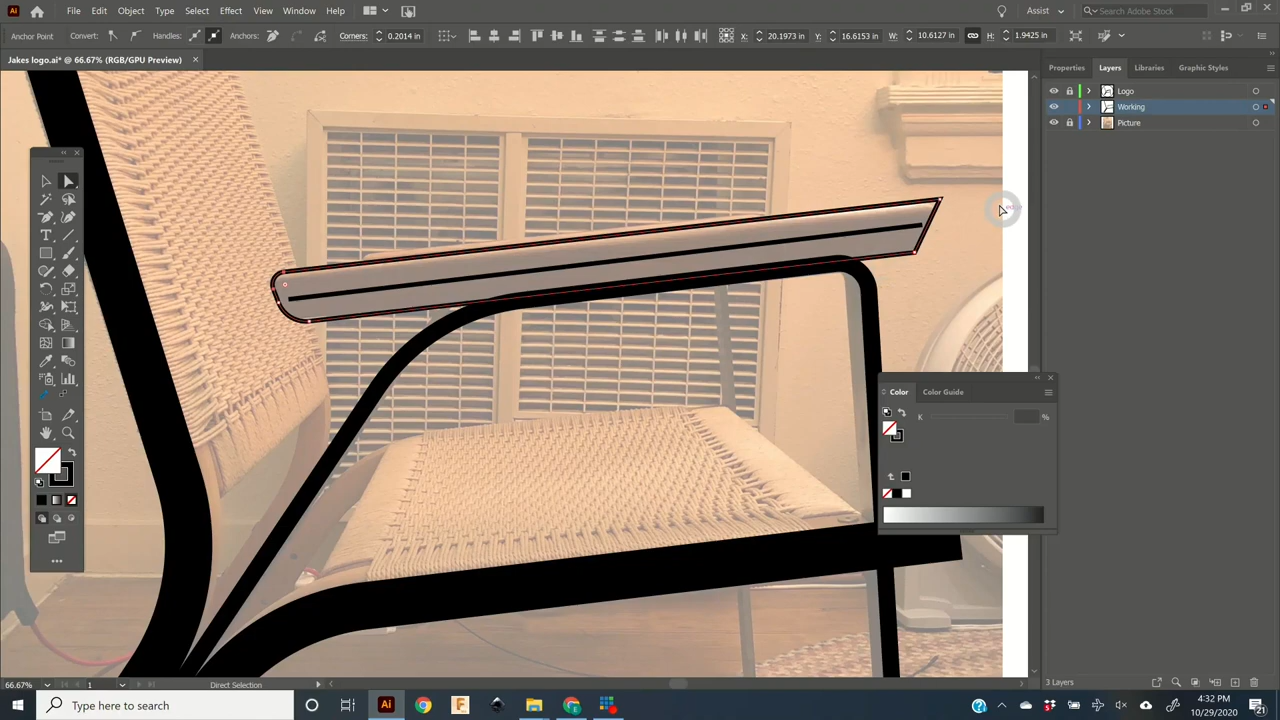 Ai File Edit Object Type Select Effect View Window Help Assist Search Adobe Stock
Anchor Point Convert: Handles: Anchors: Corners: 0.2014 in X: 20.1973 in Y: 16.6153 in W: 10.6127 in H: 1.9425 in
Jakes logo.ai* @ 66.67% (RGB/GPU Preview) ×
Properties Layers Libraries Graphic Styles
Logo
Working
Picture
Color Color Guide
K %
3 Layers
66.67% 1 Direct Selection
Type here to search
4:32 PM
10/29/2020
21